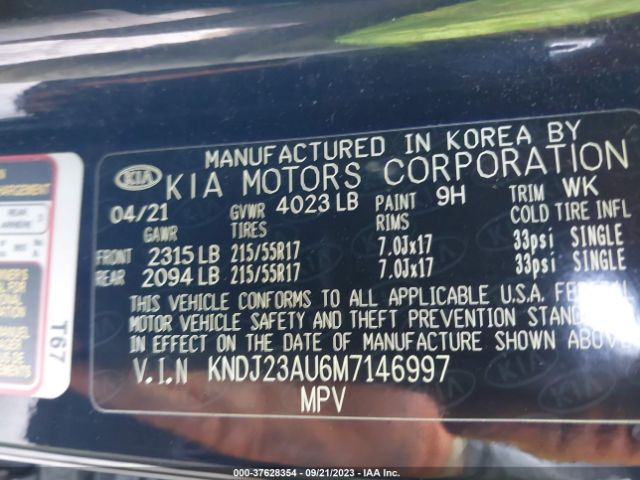 MANUFACTURED IN KOREA BY
KIA KIA MOTORS CORPORATION
04/21 GVWR 4023 LB PAINT 9H TRIM WK
GAWR TIRES RIMS COLD TIRE INFL
FRONT 2315 LB 215/55R17 7.0Jx17 33psi SINGLE
REAR 2094 LB 215/55R17 7.0Jx17 33psi SINGLE
THIS VEHICLE CONFORMS TO ALL APPLICABLE U.S.A.
MOTOR VEHICLE SAFETY AND THEFT PREVENTION
IN EFFECT ON THE DATE OF MANUFACTURE SHOWN ABOVE
V.I.N KNDJ23AU6M7146997
MPV
REAR
T67
000-37628354 - 09/21/2023 - IAA Inc.